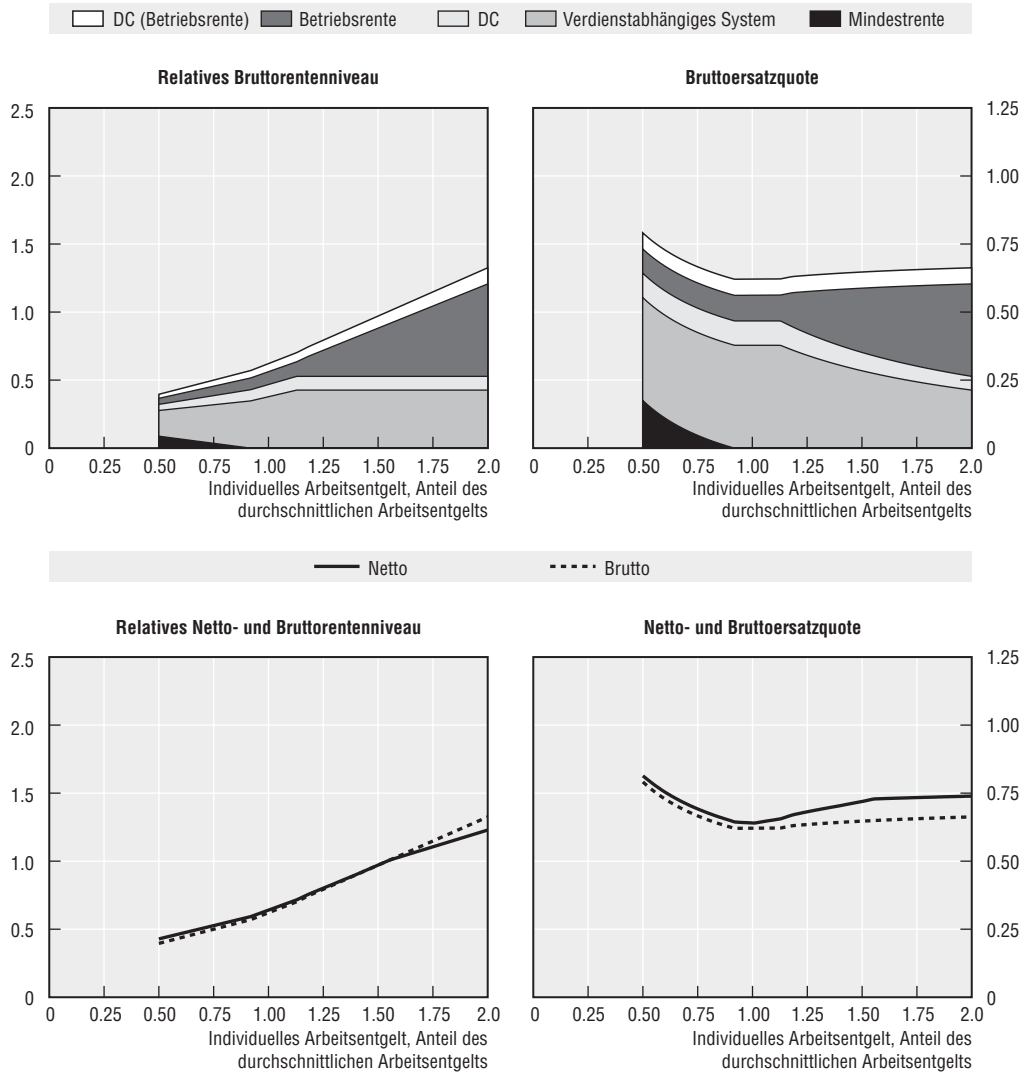 DC (Betriebsrente) Betriebsrente DC Verdienstabhängiges System Mindestrente
Relatives Bruttorentenniveau
2.5
2.0
1.5
1.0
0.5
0
0 0.25 0.50 0.75 1.00 1.25 1.50 1.75 2.0
Individuelles Arbeitsentgelt, Anteil des
durchschnittlichen Arbeitsentgelts
Bruttoersatzquote
1.25
1.00
0.75
0.50
0.25
0
0 0.25 0.50 0.75 1.00 1.25 1.50 1.75 2.0
Individuelles Arbeitsentgelt, Anteil des
durchschnittlichen Arbeitsentgelts
Netto Brutto
Relatives Netto- und Bruttorentenniveau
2.5
2.0
1.5
1.0
0.5
0
0 0.25 0.50 0.75 1.00 1.25 1.50 1.75 2.0
Individuelles Arbeitsentgelt, Anteil des
durchschnittlichen Arbeitsentgelts
Netto- und Bruttoersatzquote
1.25
1.00
0.75
0.50
0.25
0
0 0.25 0.50 0.75 1.00 1.25 1.50 1.75 2.0
Individuelles Arbeitsentgelt, Anteil des
durchschnittlichen Arbeitsentgelts